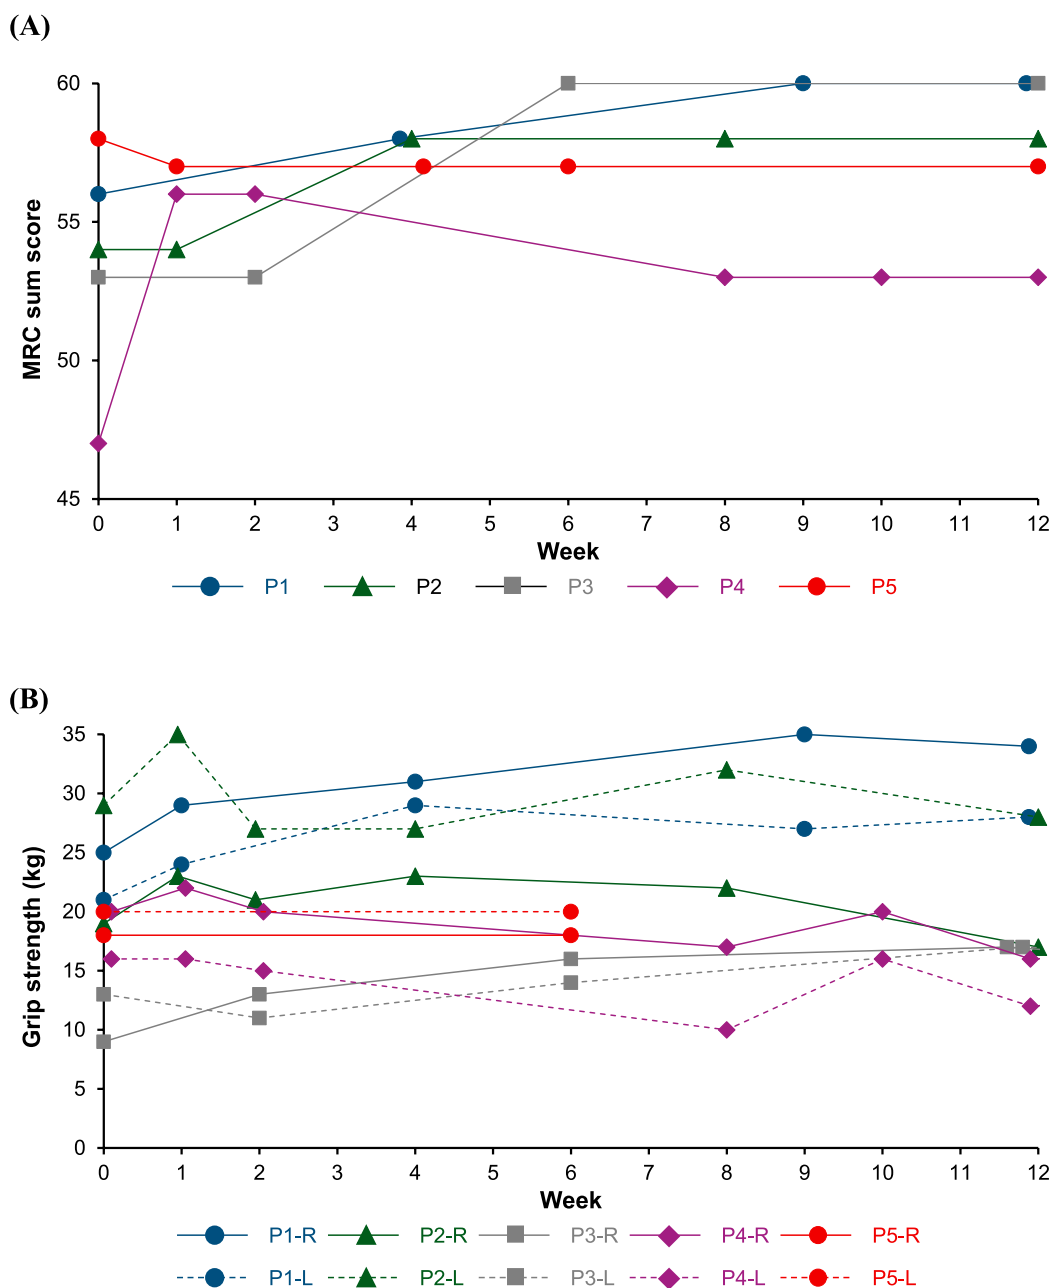 (A)
60
55
50
45
MRC sum score
0 1 2 3 4 5 6 7 8 9 10 11 12
Week
P1 P2 P3 P4 P5
(B)
35
30
25
20
15
10
5
0
Grip strength (kg)
0 1 2 3 4 5 6 7 8 9 10 11 12
Week
P1-R P2-R P3-R P4-R P5-R
P1-L P2-L P3-L P4-L P5-L